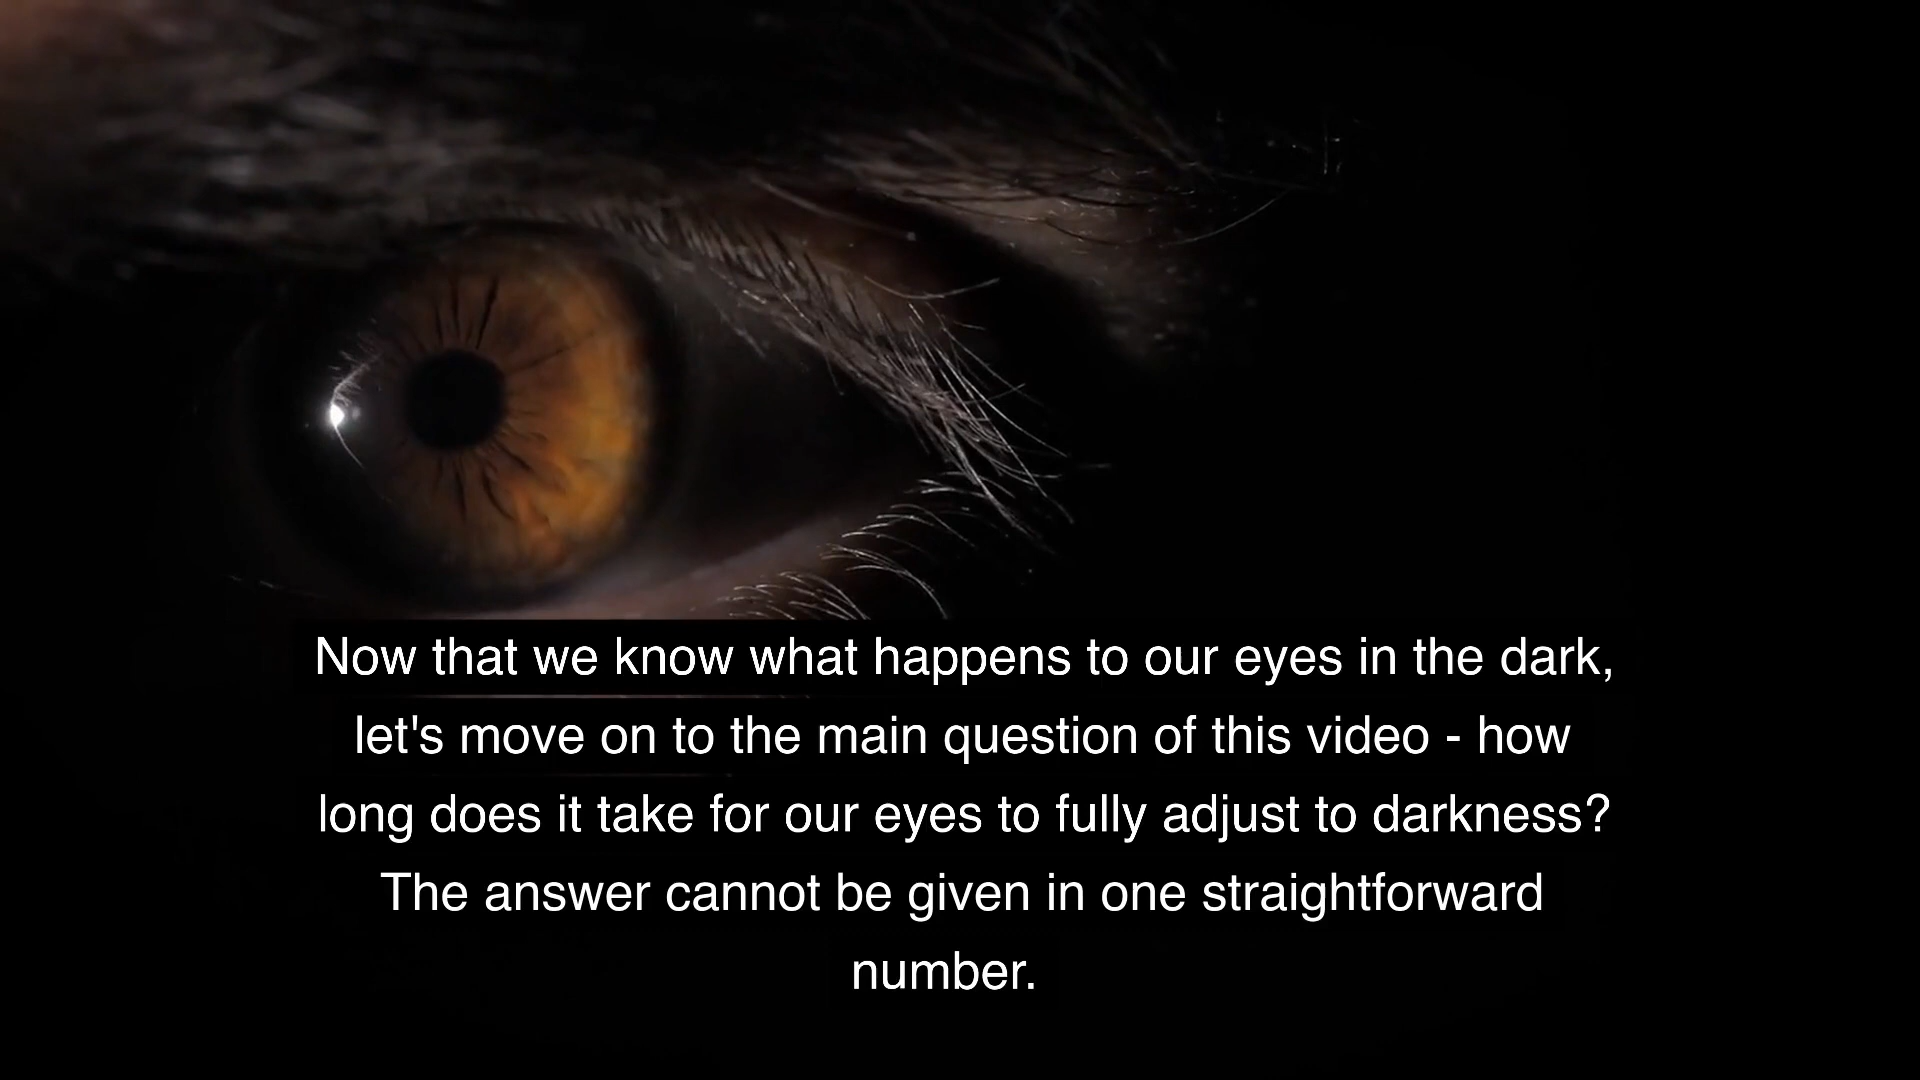 Now that we know what happens to our eyes in the dark,
let's move on to the main question of this video - how
long does it take for our eyes to fully adjust to darkness?
The answer cannot be given in one straightforward
number.